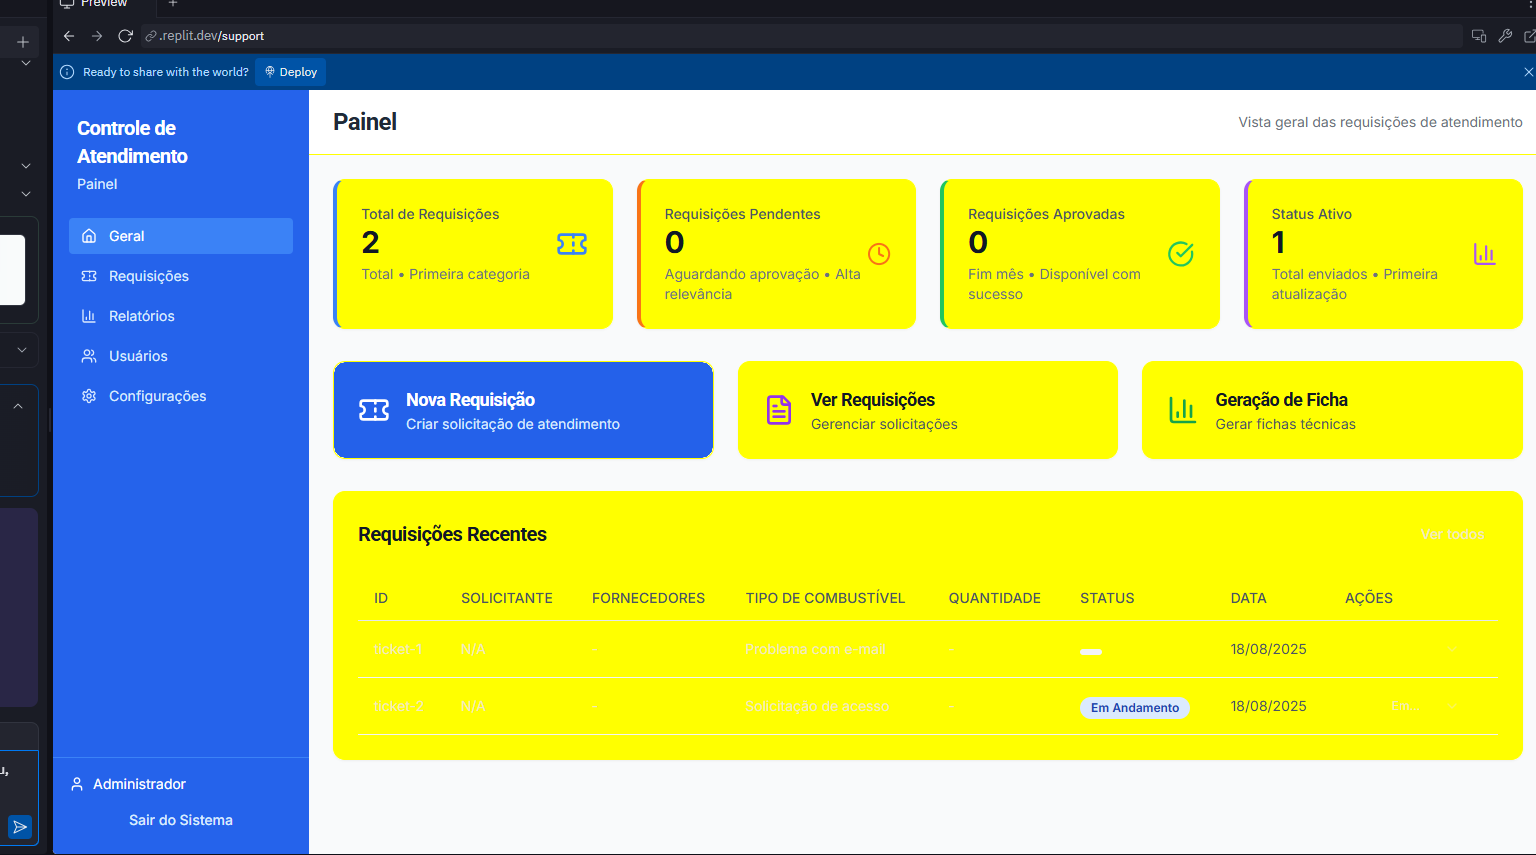 Preview
.replit.dev/support
Ready to share with the world?
Deploy
Controle de
Atendimento
Painel
Geral
Requisições
Relatórios
Usuários
Configurações
Administrador
Sair do Sistema
Painel
Vista geral das requisições de atendimento
Total de Requisições
2
Total • Primeira categoria
Requisições Pendentes
0
Aguardando aprovação • Alta
relevância
Requisições Aprovadas
0
Fim mês • Disponível com
sucesso
Status Ativo
1
Total enviados • Primeira
atualização
Nova Requisição
Criar solicitação de atendimento
Ver Requisições
Gerenciar solicitações
Geração de Ficha
Gerar fichas técnicas
Requisições Recentes
Ver todos
ID SOLICITANTE FORNECEDORES TIPO DE COMBUSTÍVEL QUANTIDADE STATUS DATA AÇÕES
ticket-1 N/A - Problema com e-mail - 18/08/2025
ticket-2 N/A - Solicitação de acesso - Em Andamento 18/08/2025 Em...